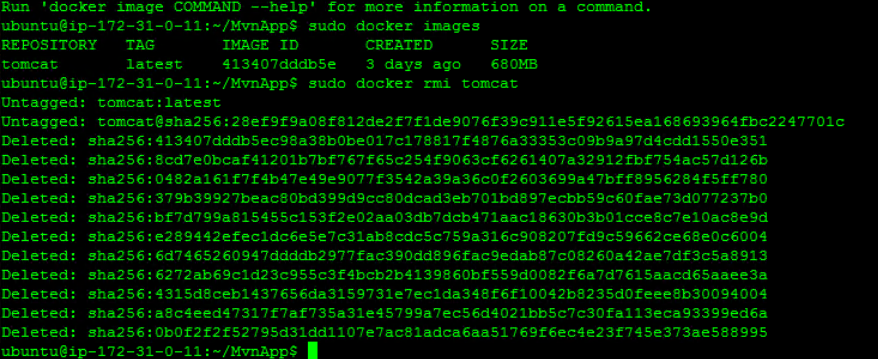 Run 'docker image COMMAND --help' for more information on a command.
ubuntu@ip-172-31-0-11:~/MvnApp$ sudo docker images
REPOSITORY   TAG       IMAGE ID       CREATED      SIZE
tomcat       latest    413407dddb5e   3 days ago   680MB
ubuntu@ip-172-31-0-11:~/MvnApp$ sudo docker rmi tomcat
Untagged: tomcat:latest
Untagged: tomcat@sha256:28ef9f9a08f812de2f7f1de9076f39c911e5f92615ea168693964fbc2247701c
Deleted: sha256:413407dddb5ec98a38b0be017c178817f4876a33353c09b9a97d4cdd1550e351
Deleted: sha256:8cd7e0bcaf41201b7bf767f65c254f9063cf6261407a32912fbf754ac57d126b
Deleted: sha256:0482a161f7f4b47e49e9077f3542a39a36c0f2603699a47bff8956284f5ff780
Deleted: sha256:379b39927beac80bd399d9cc80dcad3eb701bd897ecbb59c60fae73d077237b0
Deleted: sha256:bf7d799a815455c153f2e02aa03db7dcb471aac18630b3b01cce8c7e10ac8e9d
Deleted: sha256:e289442efec1dc6e5e7c31ab8cdc5c759a316c908207fd9c59662ce68e0c6004
Deleted: sha256:6d7465260947ddddb2977fac390dd896fac9edab87c08260a42ae7df3c5a8913
Deleted: sha256:6272ab69c1d23c955c3f4bcb2b4139860bf559d0082f6a7d7615aacd65aaee3a
Deleted: sha256:4315d8ceb1437656da3159731e7ec1da348f6f10042b8235d0feee8b30094004
Deleted: sha256:a8c4eed47317f7af735a31e45799a7ec56d4021bb5c7c30fa113eca93399ed6a
Deleted: sha256:0b0f2f2f52795d31dd1107e7ac81adca6aa51769f6ec4e23f745e373ae588995
ubuntu@ip-172-31-0-11:~/MvnApp$